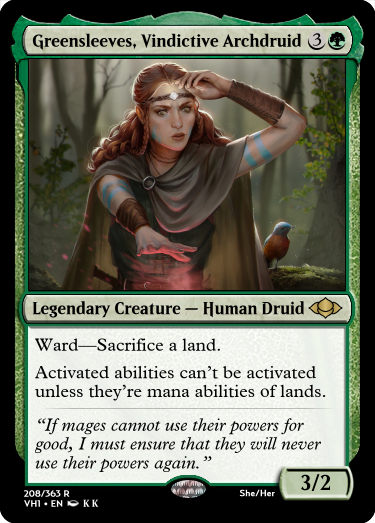 Greensleeves, Vindictive Archdruid 3
Legendary Creature — Human Druid
Ward—Sacrifice a land.
Activated abilities can't be activated
unless they're mana abilities of lands.
“If mages cannot use their powers for
good, I must ensure that they will never
use their powers again.”
3/2
208/363 R
She/Her
VH1 • EN K K